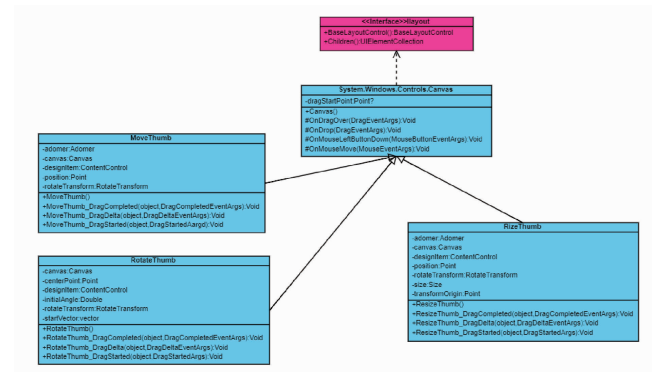 <<Interface>>Ilayout
+BaseLayoutControl():BaseLayoutControl
+Children():UIElementCollection
System.Windows.Controls.Canvas
-dragStartPoint:Point?
+Canvas()
#OnDragOver(DragEventArgs):Void
#OnDrop(DragEventArgs):Void
#OnMouseLeftButtonDown(MouseButtonEventArgs):Void
#OnMouseMove(MouseEventArgs):Void
MoveThumb
-adorner:Adorner
-canvas:Canvas
-designItem:ContentControl
-position:Point
-rotateTransform:RotateTransform
+MoveThumb()
+MoveThumb_DragCompleted(object,DragCompletedEventArgs):Void
+MoveThumb_DragDelta(object,DragDeltaEventArgs):Void
+MoveThumb_DragStarted(object,DragStartedAargd):Void
RizeThumb
-adorner:Adorner
-canvas:Canvas
-designItem:ContentControl
-position:Point
-rotateTransform:RotateTransform
-size:Size
-transformOrigin:Point
+ResizeThumb()
+ResizeThumb_DragCompleted(object,DragCompletedEventArgs):Void
+ResizeThumb_DragDelta(object,DragDeltaEventArgs):Void
+ResizeThumb_DragStarted(object,DragStartedArgs):Void
RotateThumb
-canvas:Canvas
-centerPoint:Point
-designItem:ContentControl
-initialAngle:Double
-rotateTransform:RotateTransform
-startVector:vector
+RotateThumb()
+RotateThumb_DragCompleted(object,DragCompletedEventArgs):Void
+RotateThumb_DragDelta(object,DragDeltaEventArgs):Void
+RotateThumb_DragStarted(object,DragStartedArgs):Void